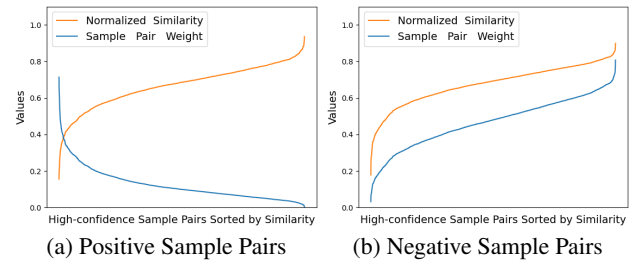 1.0
0.8
0.6
0.4
0.2
0.0
Values
Normalized Similarity
Sample Pair Weight
High-confidence Sample Pairs Sorted by Similarity
(a) Positive Sample Pairs
1.0
0.8
0.6
0.4
0.2
0.0
Values
Normalized Similarity
Sample Pair Weight
High-confidence Sample Pairs Sorted by Similarity
(b) Negative Sample Pairs